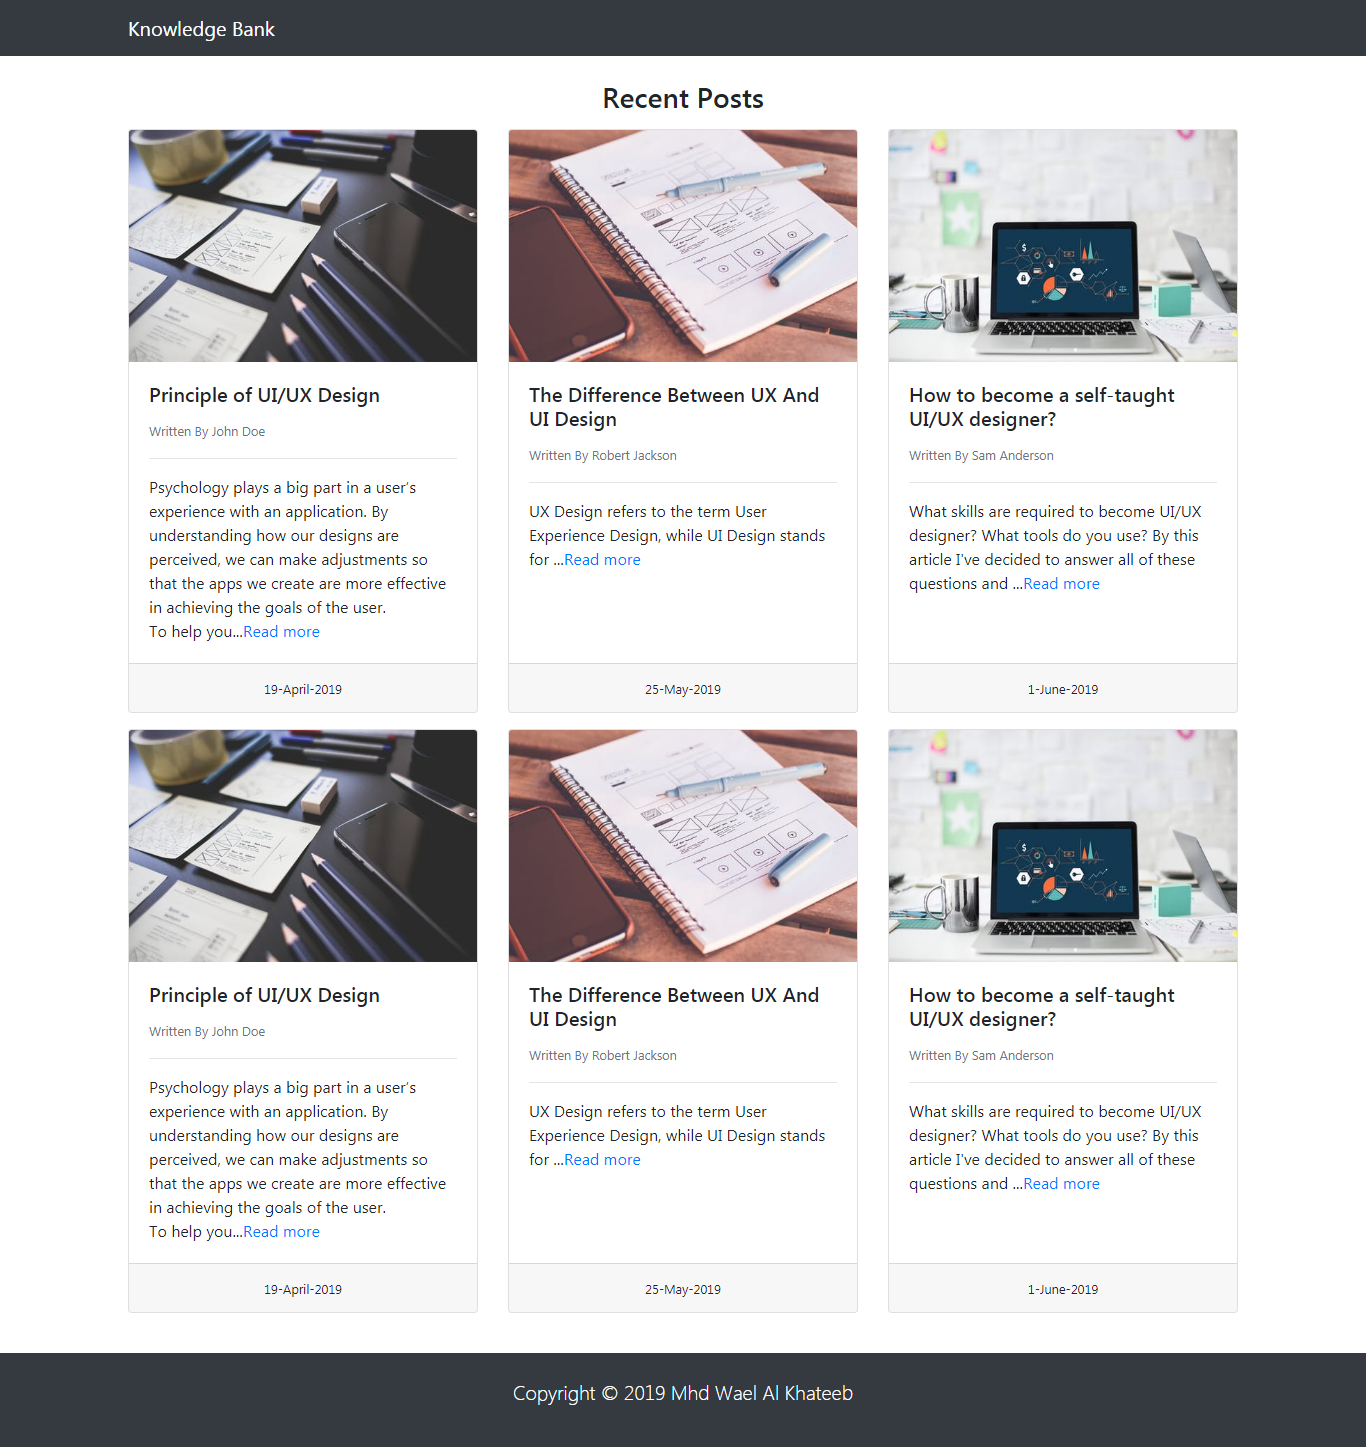 Knowledge Bank
Recent Posts
Principle of UI/UX Design
Written By John Doe
Psychology plays a big part in a user's
experience with an application. By
understanding how our designs are
perceived, we can make adjustments so
that the apps we create are more effective
in achieving the goals of the user.
To help you...Read more
19-April-2019
The Difference Between UX And
UI Design
Written By Robert Jackson
UX Design refers to the term User
Experience Design, while UI Design stands
for ...Read more
25-May-2019
How to become a self-taught
UI/UX designer?
Written By Sam Anderson
What skills are required to become UI/UX
designer? What tools do you use? By this
article I've decided to answer all of these
questions and ...Read more
1-June-2019
Principle of UI/UX Design
Written By John Doe
Psychology plays a big part in a user's
experience with an application. By
understanding how our designs are
perceived, we can make adjustments so
that the apps we create are more effective
in achieving the goals of the user.
To help you...Read more
19-April-2019
The Difference Between UX And
UI Design
Written By Robert Jackson
UX Design refers to the term User
Experience Design, while UI Design stands
for ...Read more
25-May-2019
How to become a self-taught
UI/UX designer?
Written By Sam Anderson
What skills are required to become UI/UX
designer? What tools do you use? By this
article I've decided to answer all of these
questions and ...Read more
1-June-2019
Copyright © 2019 Mhd Wael Al Khateeb